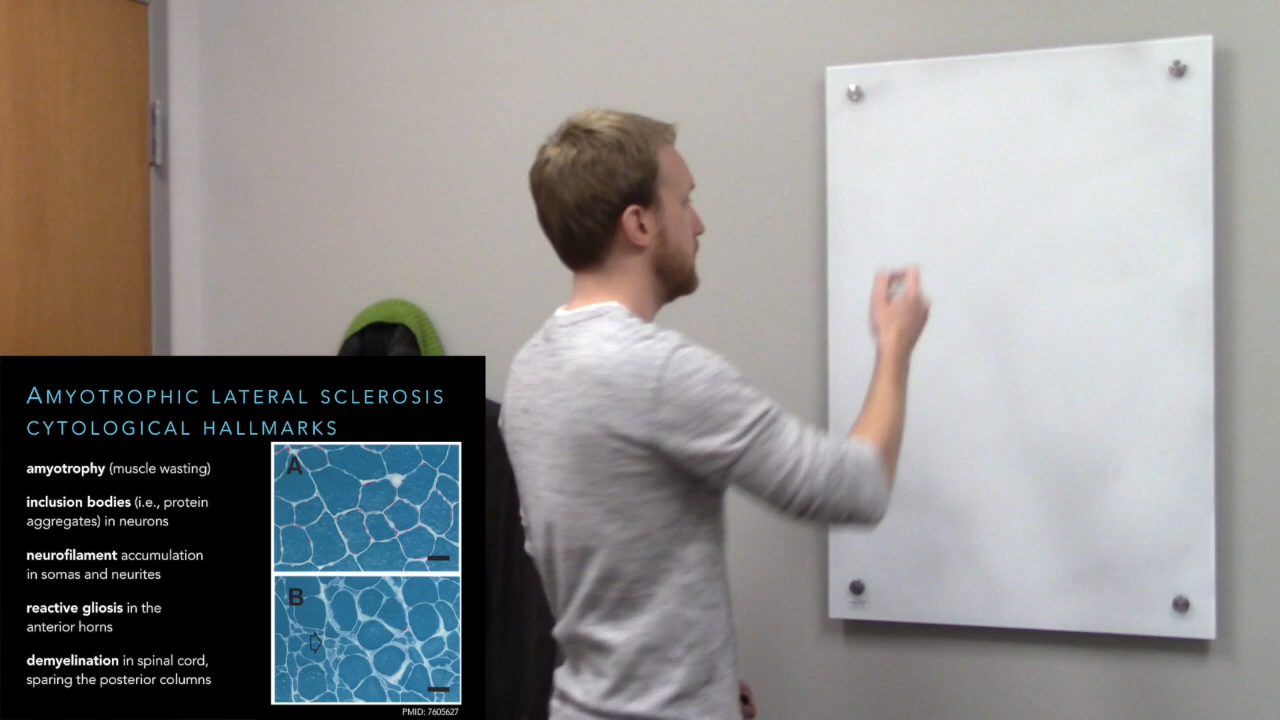 AMYOTROPHIC LATERAL SCLEROSIS
CYTOLOGICAL HALLMARKS
amyotrophy (muscle wasting)
inclusion bodies (i.e., protein
aggregates) in neurons
neurofilament accumulation
in somas and neurites
reactive gliosis in the
anterior horns
demyelination in spinal cord,
sparing the posterior columns
A
B
PMID: 7605627